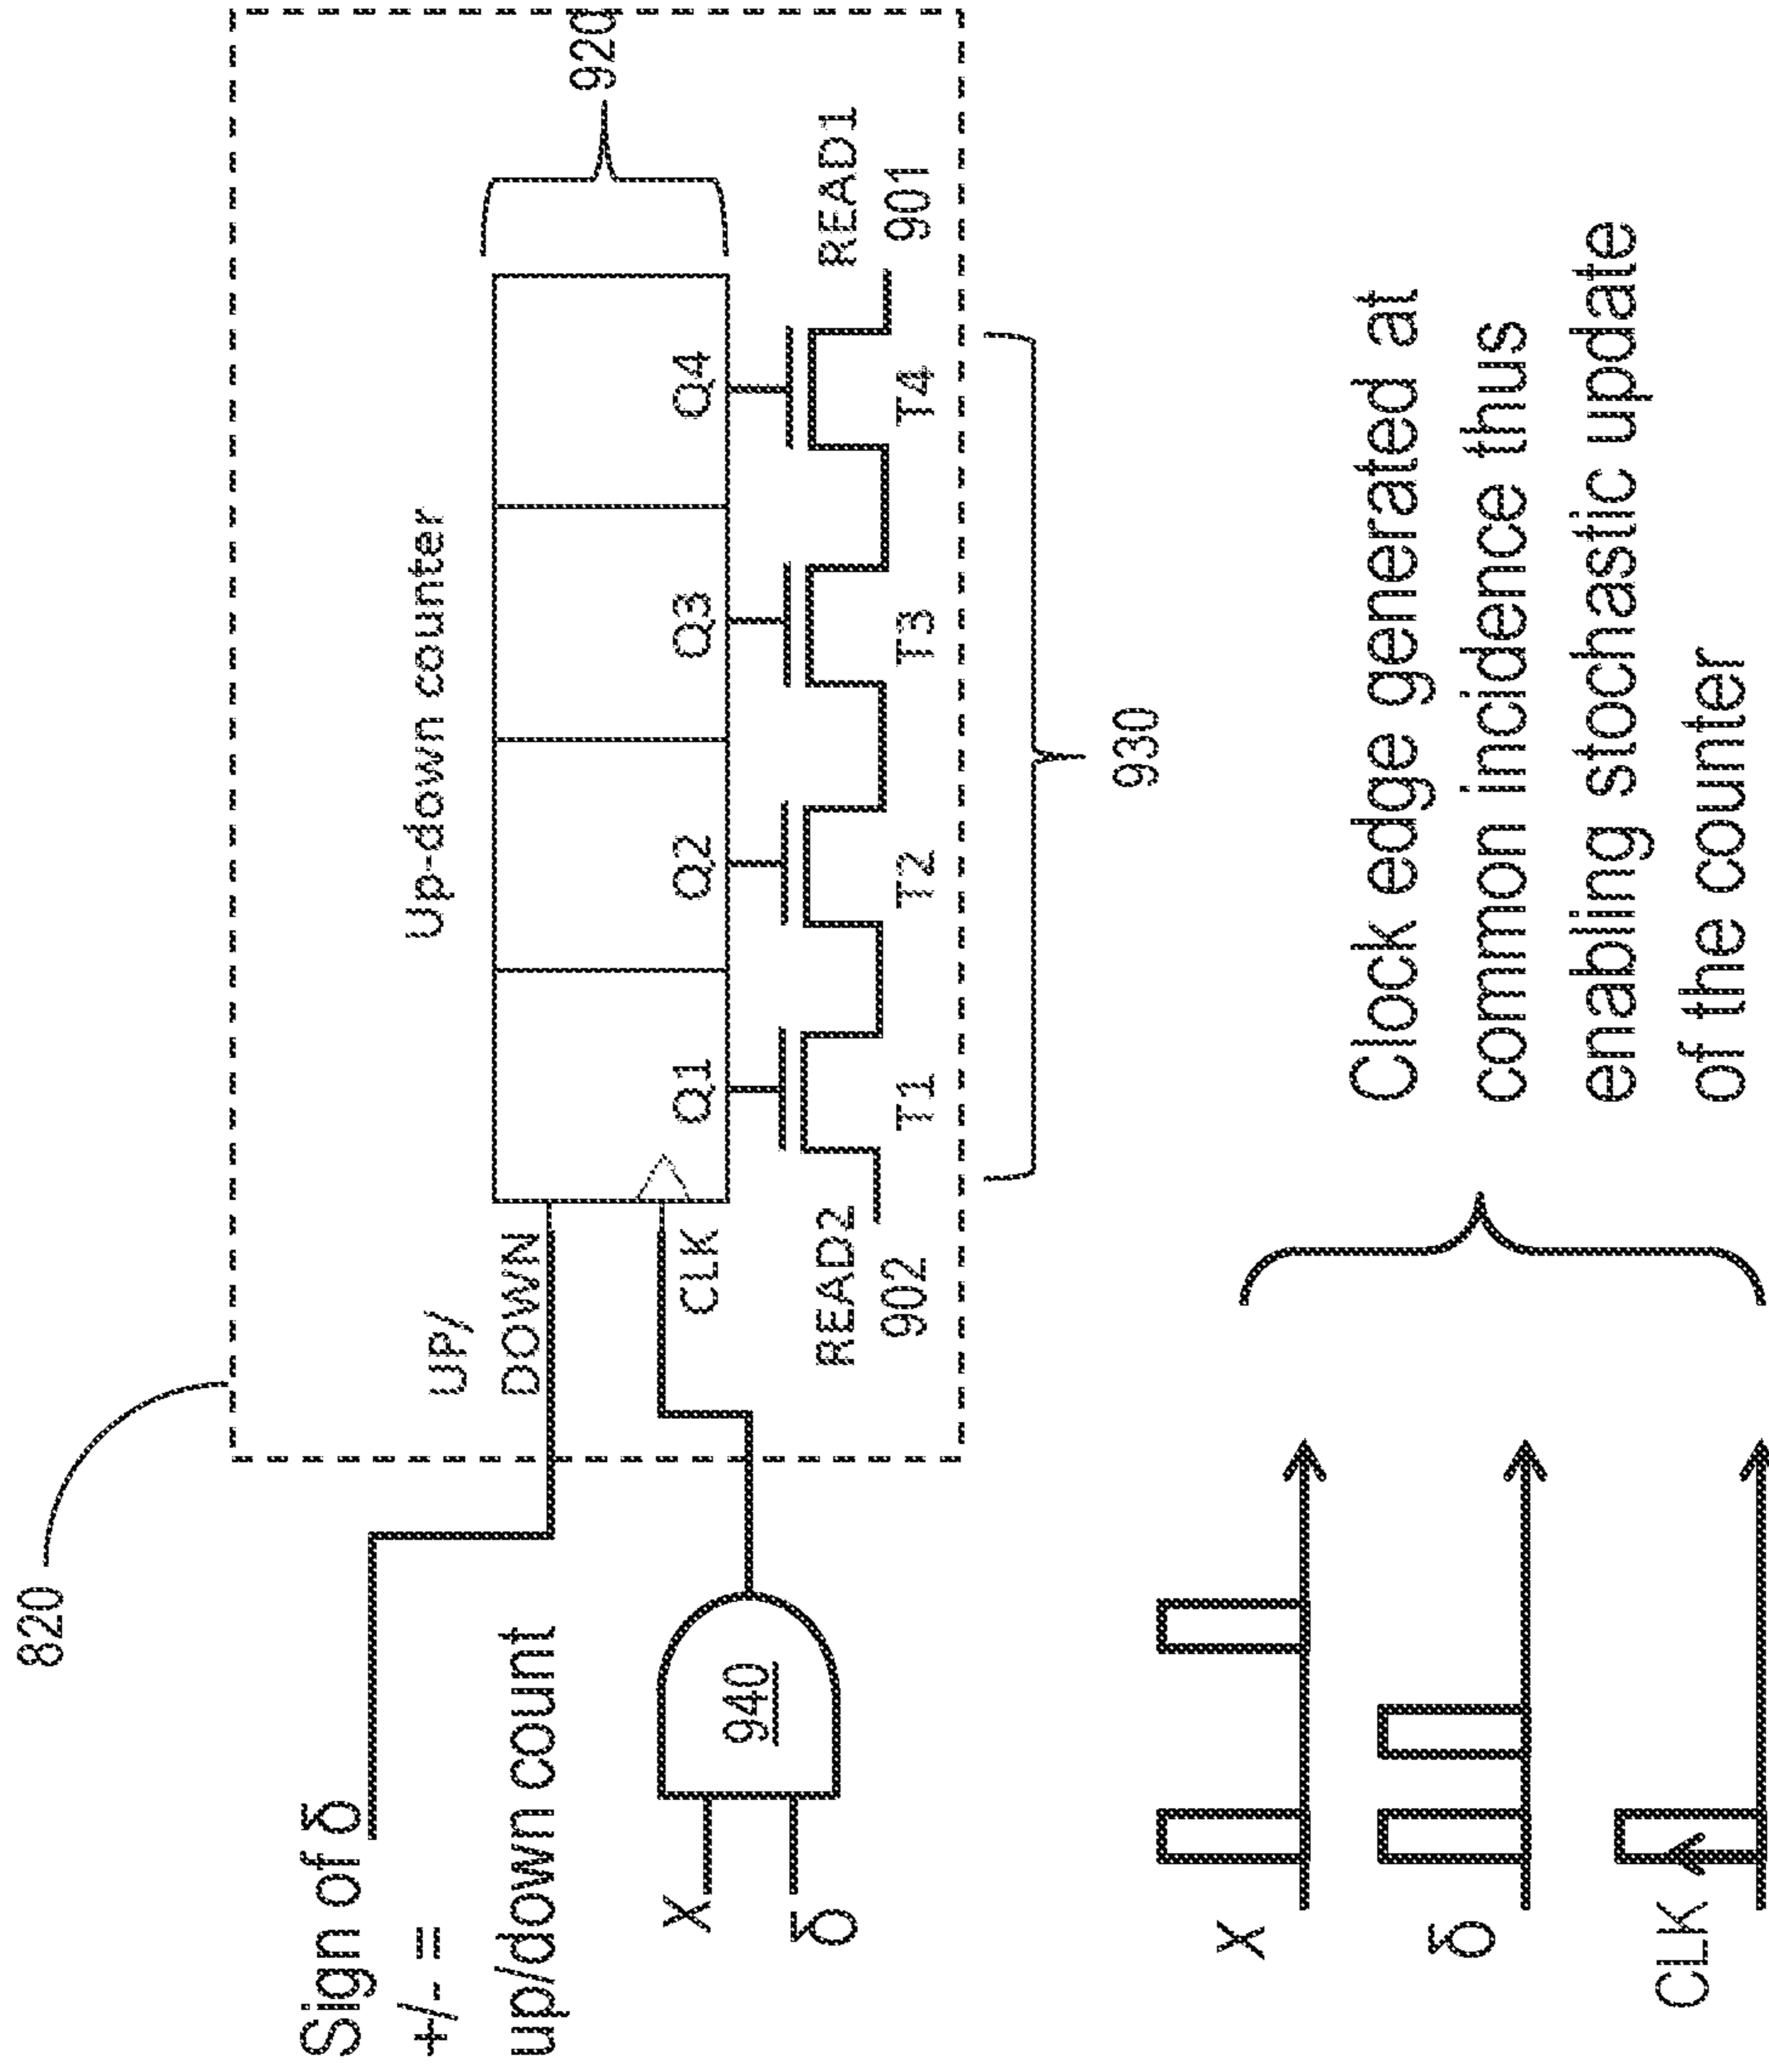 820
Sign of δ
+/- =
up/down count
UP/
DOWN
Up-down counter
920
X
δ
940
CLK
Q1
Q2
Q3
Q4
READ2
902
T1
T2
T3
T4
READ1
901
930
X
δ
CLK
Clock edge generated at
common incidence thus
enabling stochastic update
of the counter